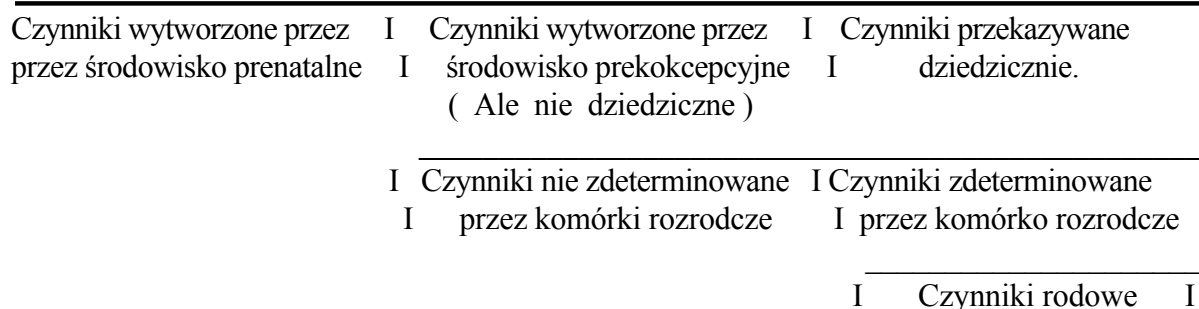 Czynniki wytworzone przez I Czynniki wytworzone przez I Czynniki przekazywane
przez środowisko prenatalne I środowisko prekokcepcyjne I dziedzicznie.
( Ale nie dziedziczne )
I Czynniki nie zdeterminowane I Czynniki zdeterminowane
I przez komórki rozrodcze I przez komórko rozrodcze
I Czynniki rodowe I